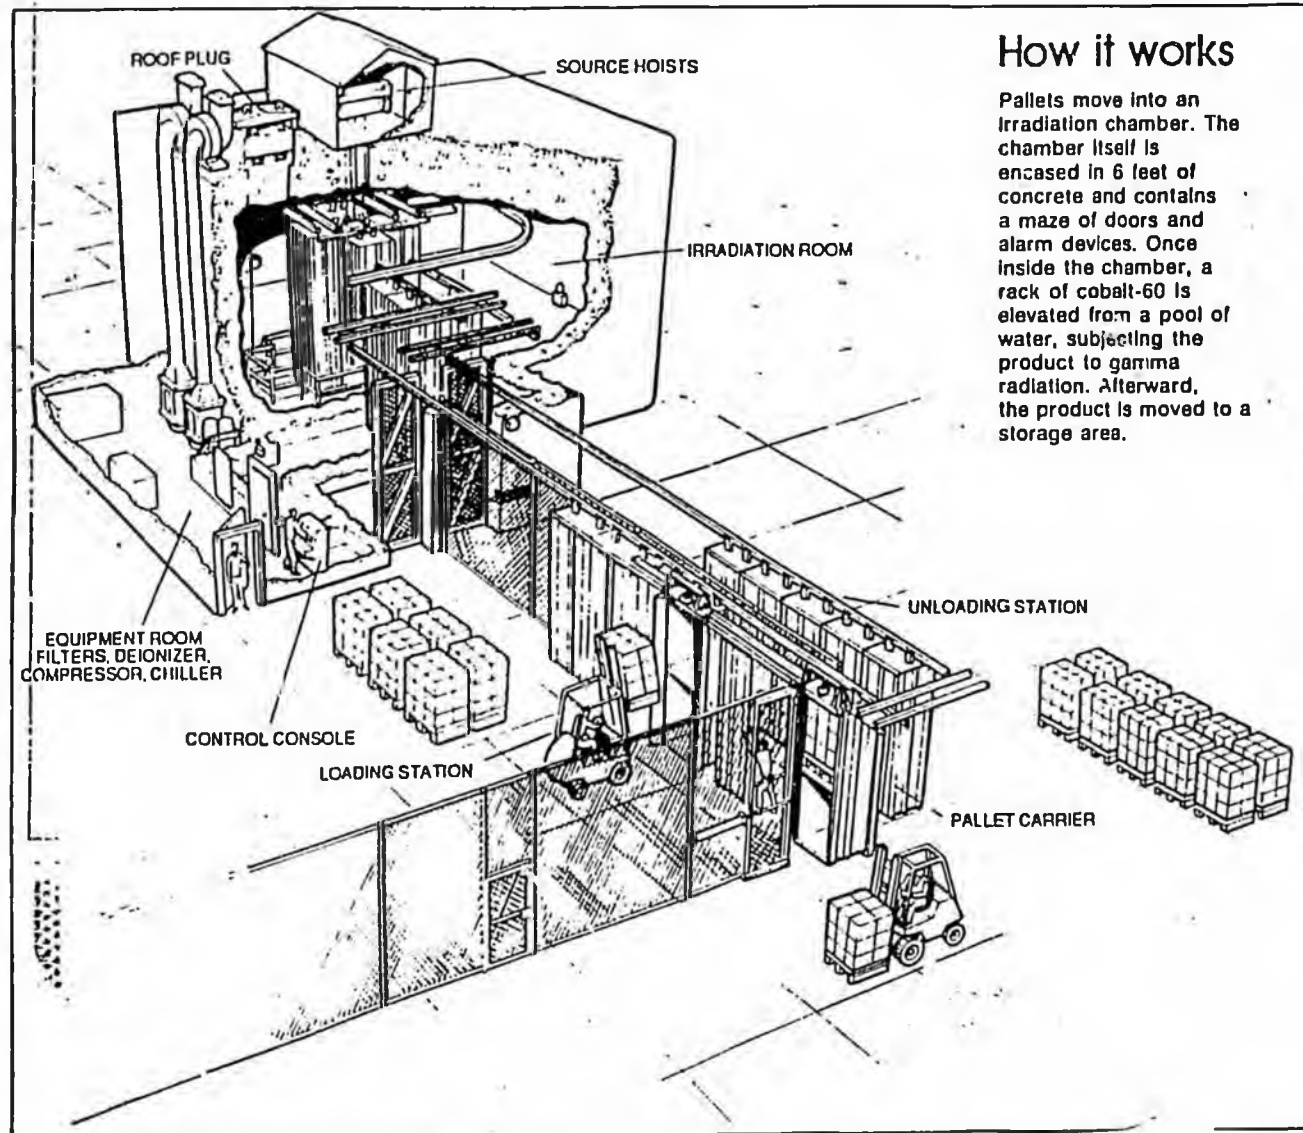 How it works
Pallets move into an
irradiation chamber. The
chamber itself is
encased in 6 feet of
concrete and contains
a maze of doors and
alarm devices. Once
inside the chamber, a
rack of cobalt-60 is
elevated from a pool of
water, subjecting the
product to gamma
radiation. Afterward,
the product is moved to a
storage area.
ROOF PLUG
SOURCE HOISTS
IRRADIATION ROOM
UNLOADING STATION
EQUIPMENT ROOM
FILTERS, DEIONIZER,
COMPRESSOR, CHILLER
CONTROL CONSOLE
LOADING STATION
PALLET CARRIER